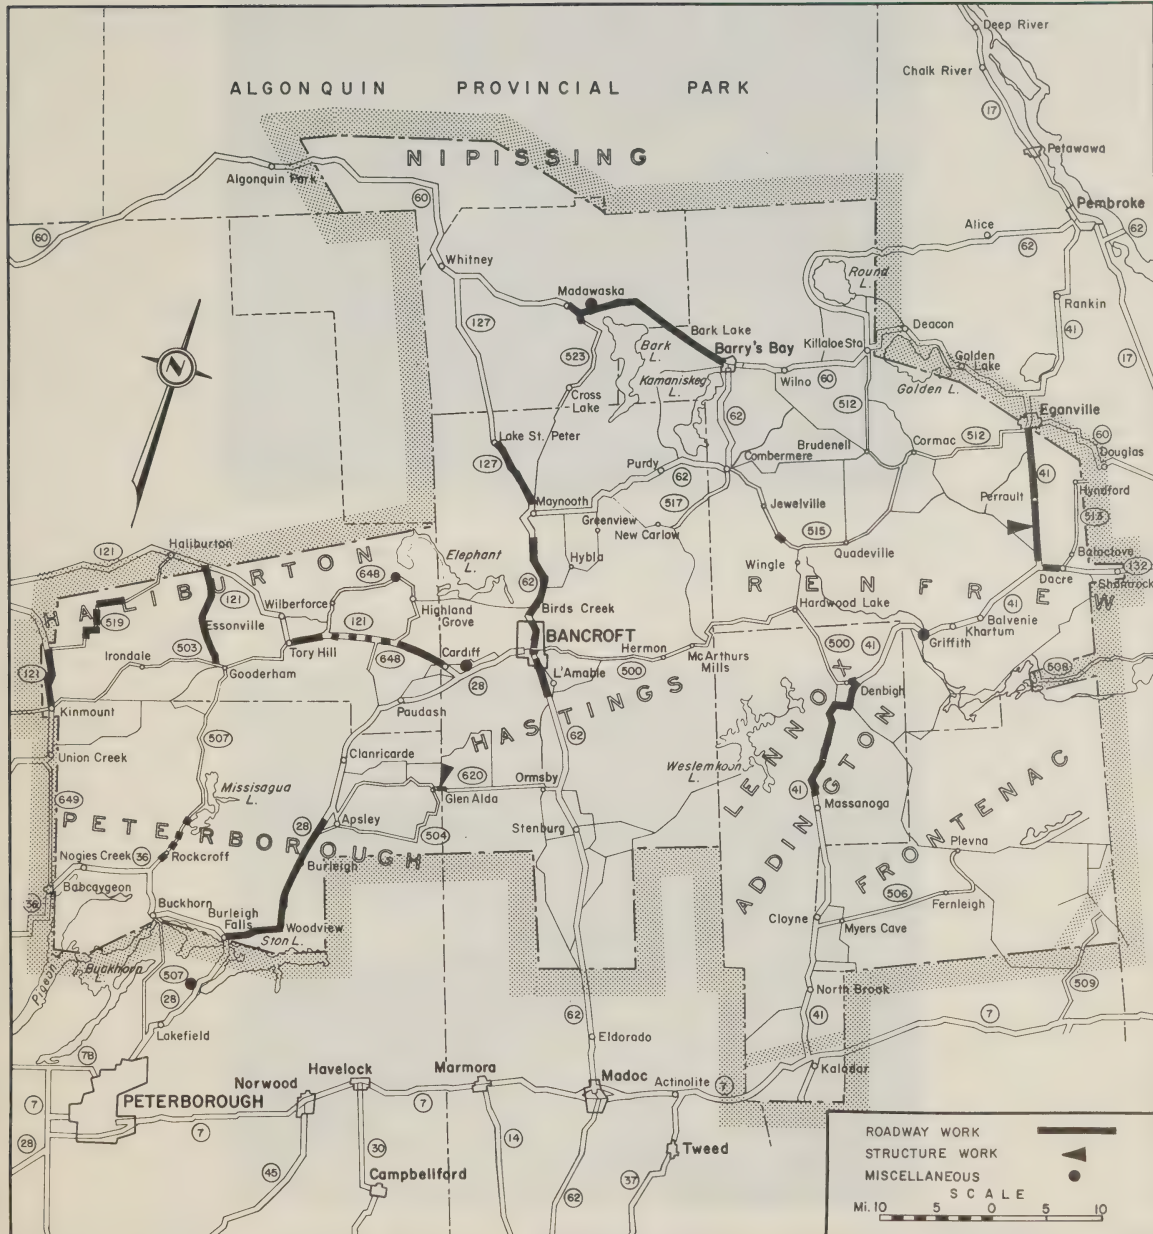 Deep River
Chalk River
ALGONQUIN PROVINCIAL PARK
17
NIPISSING
Petawawa
Algonquin Park
60
Pembroke
60
62
Alice
62
Whitney
Round L.
Madawaska
Rankin
127
Bark Lake
Deacon
41
523
Bark L.
Barry's Bay
Killaloe Sta
Golden Lake
17
Kamaniskeg L.
Wilno
60
Golden L.
Cross Lake
62
512
Eganville
Lake St. Peter
Brudenell
Cormac
512
60
127
Purdy
62
Combermere
Douglas
41
Maynooth
517
Jewelville
Perrault
Hyndford
Greenview
New Carlow
515
513
121
Haliburton
Elephant L.
Hybla
Quadeville
HALIBURTON
648
62
Wingle
RENFREW
Balaclava
Dacre
132
Shamrock
121
Wilberforce
Highland Grove
Birds Creek
Hardwood Lake
41
Balvenie
519
Essonville
121
BANCROFT
Khartum
Irondale
503
Tory Hill
648
Cardiff
Hermon
500
McArthurs Mills
500
41
Griffith
121
Gooderham
28
L'Amable
508
Kinmount
Paudash
HASTINGS
Denbigh
507
62
Union Creek
Clanricarde
LENNOX
ADDINGTON
Missisagua L.
620
Ormsby
Weslemkoon L.
649
Glen Alda
41
Massanoga
PETERBOROUGH
28
Apsley
504
Stenburg
FRONTENAC
Nogies Creek
36
Rockcroft
Burleigh
Plevna
Babcaygeon
506
36
Buckhorn
Burleigh Falls
Woodview
Fernleigh
Cloyne
Ston L.
Myers Cave
Pigeon
Buckhorn L.
507
28
North Brook
509
Lakefield
41
7
62
Eldorado
78
Kaladar
Norwood
Havelock
Marmora
Madoc
Actinolite
7
7
PETERBOROUGH
7
7
28
14
Tweed
30
45
Campbellford
62
37
ROADWAY WORK
STRUCTURE WORK
MISCELLANEOUS
SCALE
Mi. 10 5 0 5 10